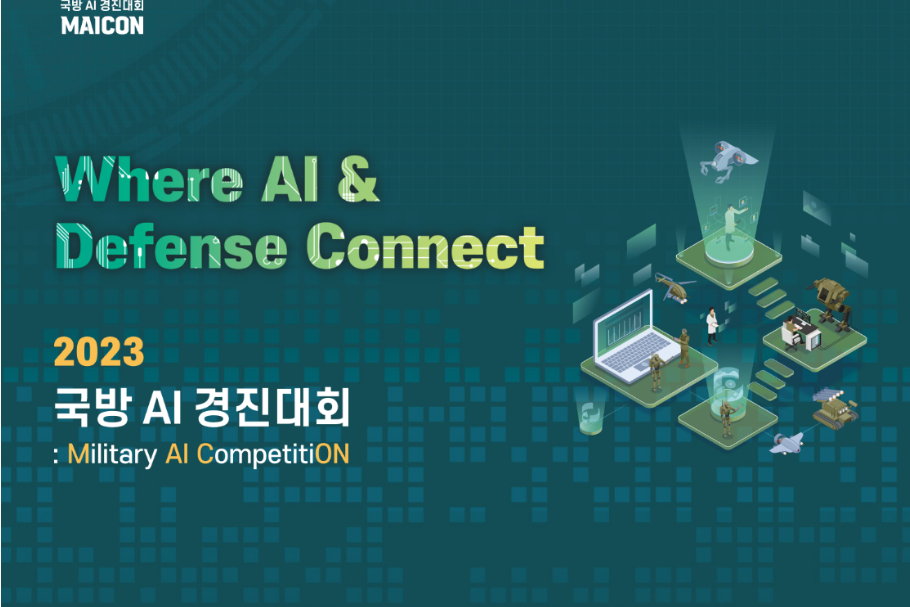 국방 AI 경진대회
MAICON
Where AI &
Defense Connect
2023
국방 AI 경진대회
: Military AI CompetitiON